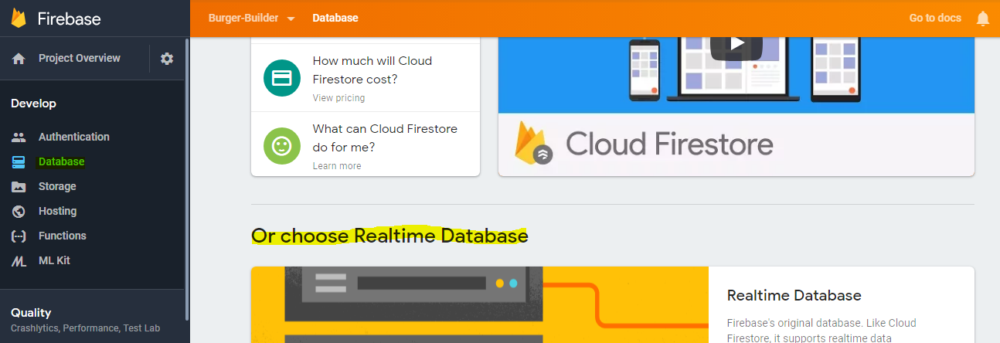 Firebase
Burger-Builder
Database
Go to docs
Project Overview
Develop
Authentication
Database
Storage
Hosting
Functions
ML Kit
Quality
Crashlytics, Performance, Test Lab
How much will Cloud
Firestore cost?
View pricing
What can Cloud Firestore
do for me?
Learn more
Cloud Firestore
Or choose Realtime Database
Realtime Database
Firebase's original database. Like Cloud
Firestore, it supports realtime data